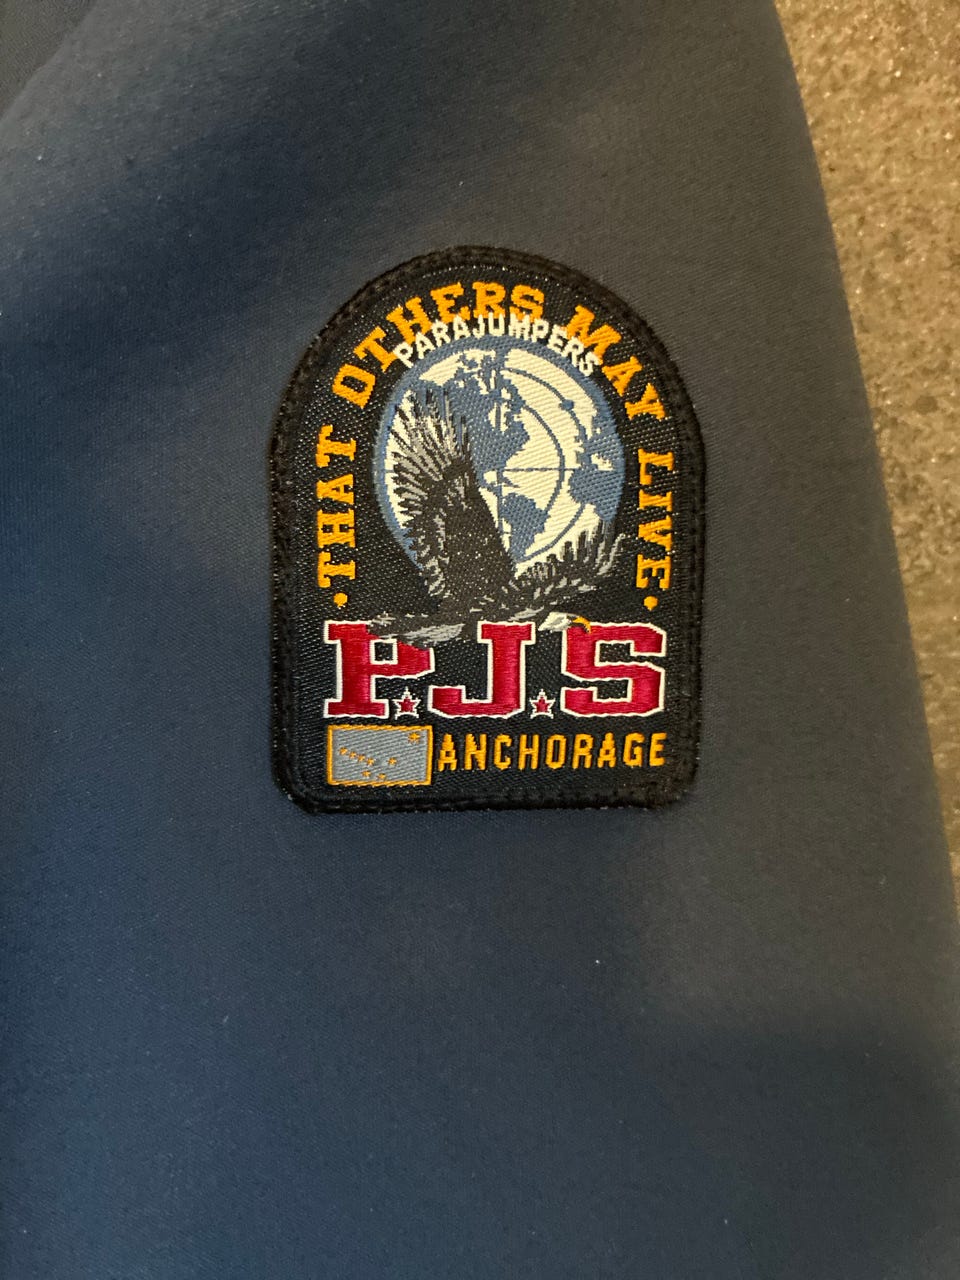 • THAT OTHERS MAY LIVE •
PARAJUMPERS
P.J.S
ANCHORAGE